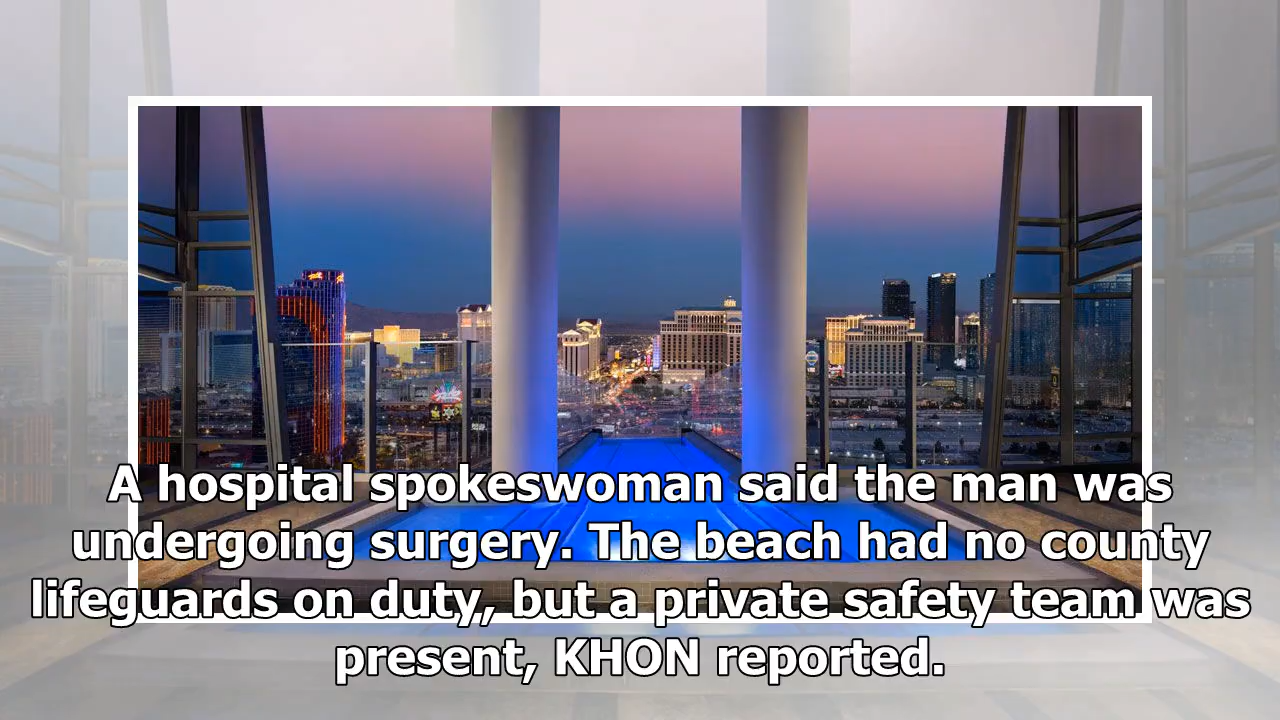 A hospital spokeswoman said the man was
undergoing surgery. The beach had no county
lifeguards on duty, but a private safety team was
present, KHON reported.